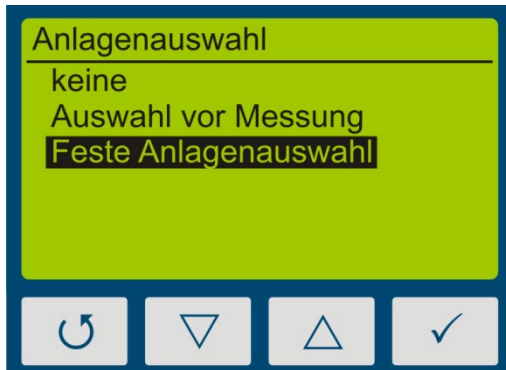 Anlagenauswahl
keine
Auswahl vor Messung
Feste Anlagenauswahl